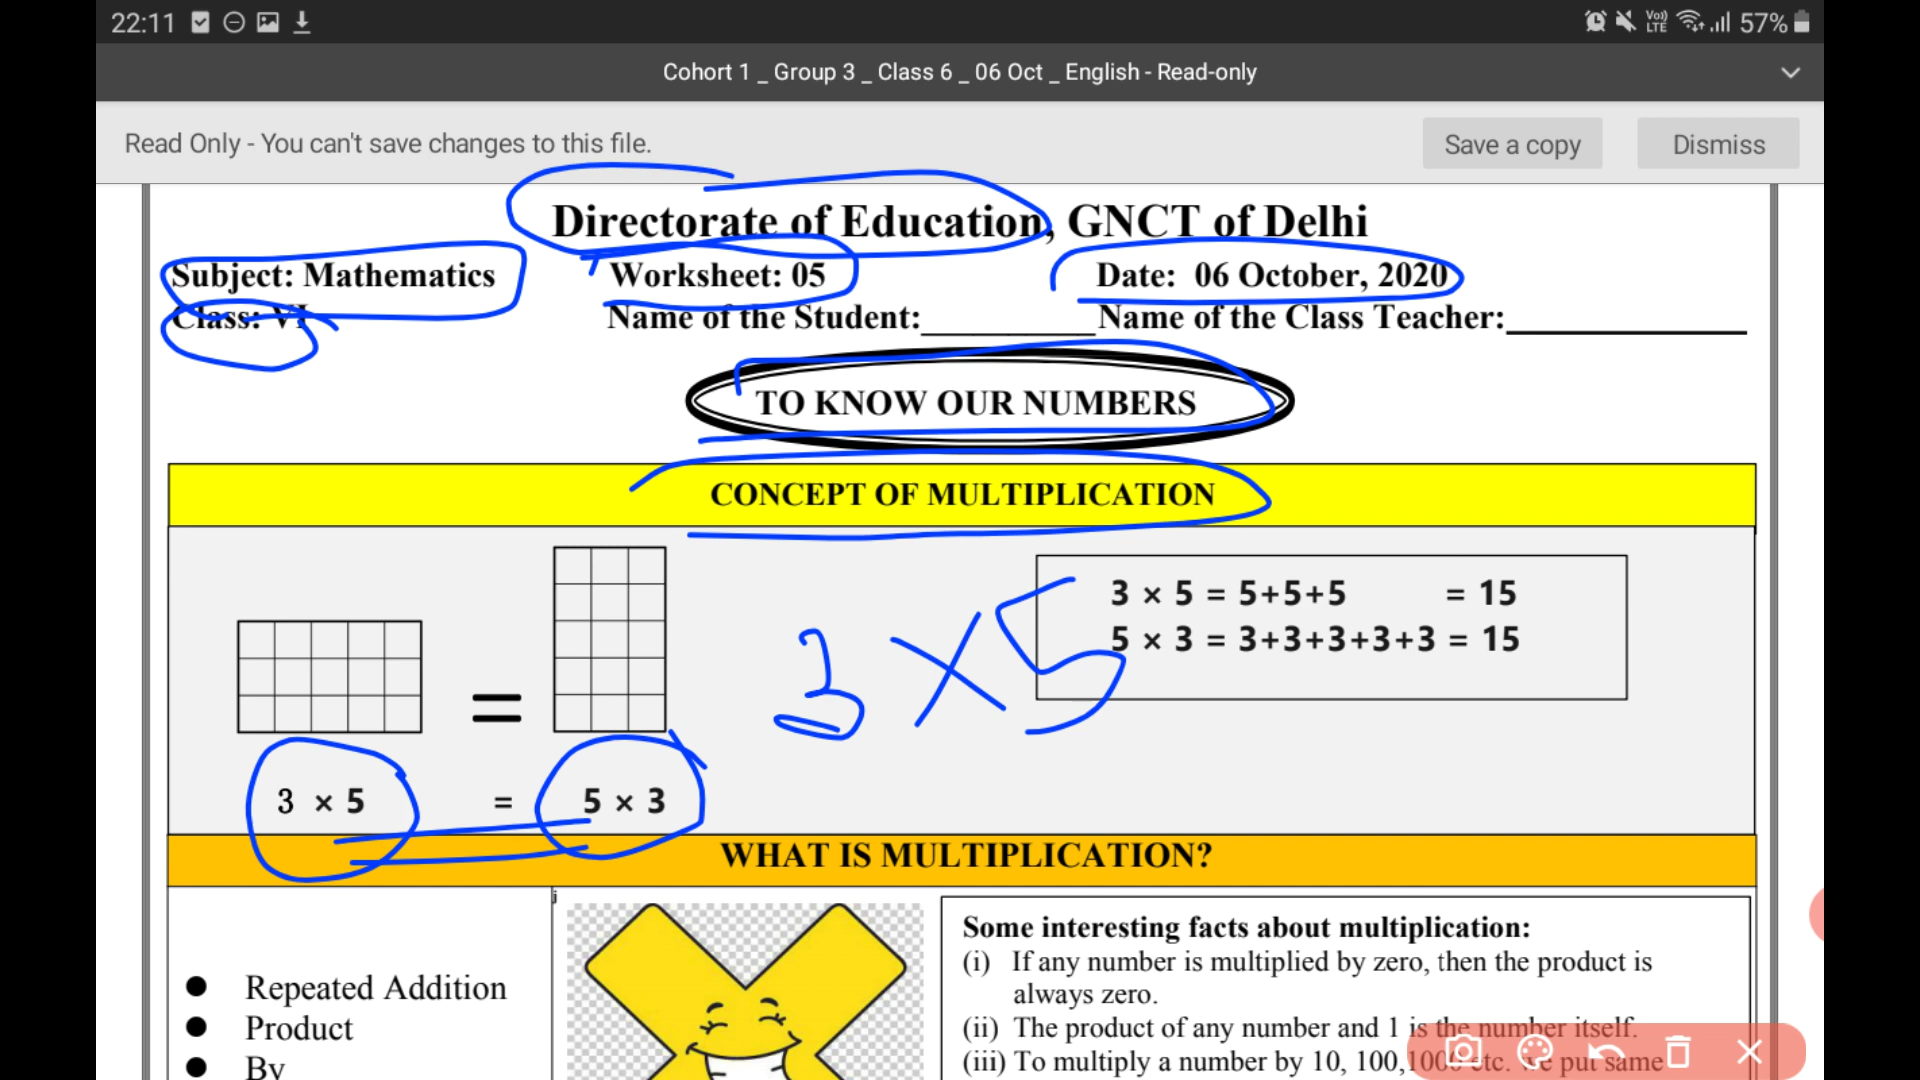 22:11 Vo)) LTE 57%
Cohort 1 _ Group 3 _ Class 6 _ 06 Oct _ English - Read-only
Read Only - You can't save changes to this file. Save a copy Dismiss
Directorate of Education, GNCT of Delhi
Subject: Mathematics Worksheet: 05 Date: 06 October, 2020
Class: VI Name of the Student:__________ Name of the Class Teacher:_____________
TO KNOW OUR NUMBERS
CONCEPT OF MULTIPLICATION
3 × 5 = 5+5+5 = 15
5 × 3 = 3+3+3+3+3 = 15
=
3 × 5
3 × 5 = 5 × 3
WHAT IS MULTIPLICATION?
i
Repeated Addition
Product
By
Some interesting facts about multiplication:
(i) If any number is multiplied by zero, then the product is
always zero.
(ii) The product of any number and 1 is the number itself.
(iii) To multiply a number by 10, 100,1000 etc. we put same